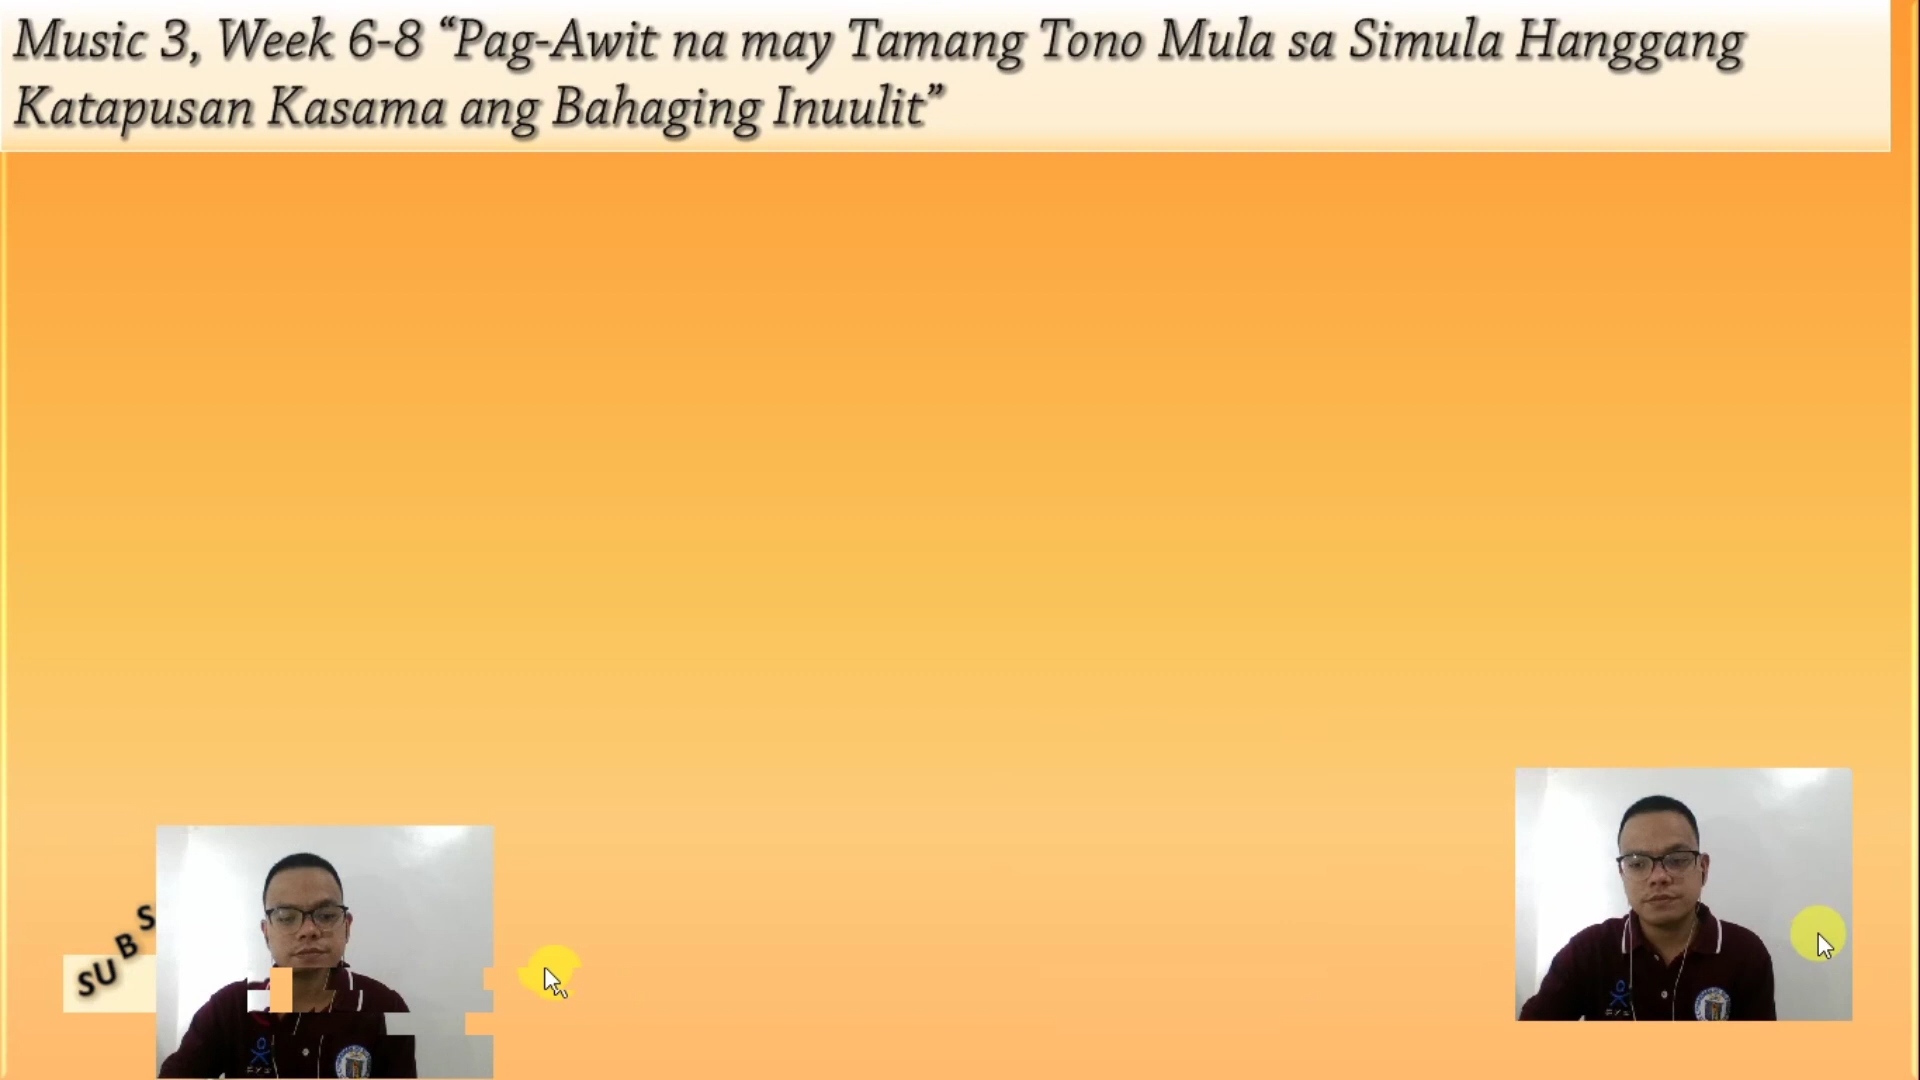 Music 3, Week 6-8 “Pag-Awit na may Tamang Tono Mula sa Simula Hanggang
Katapusan Kasama ang Bahaging Inuulit”
SUBS